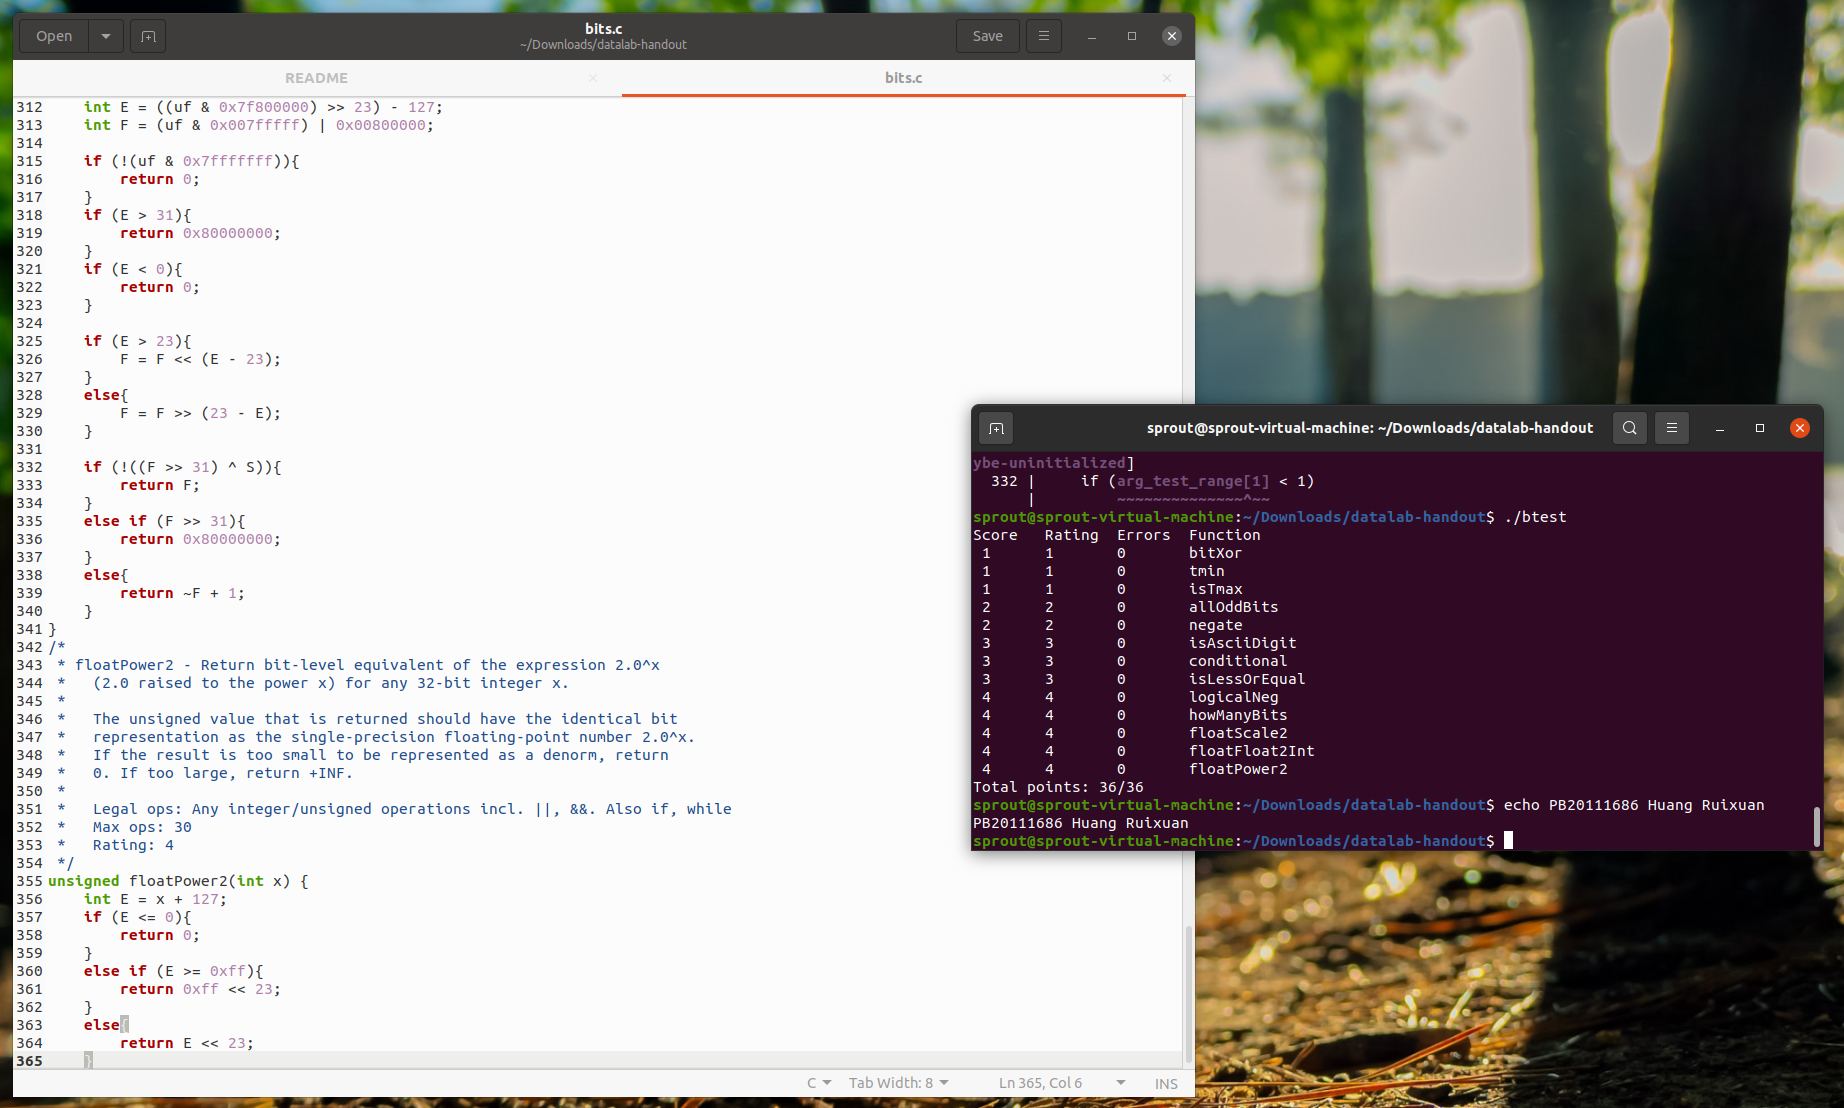 Open
bits.c
~/Downloads/datalab-handout
Save
README
bits.c
312     int E = ((uf & 0x7f800000) >> 23) - 127;
313     int F = (uf & 0x007fffff) | 0x00800000;
314
315     if (!(uf & 0x7fffffff)){
316         return 0;
317     }
318     if (E > 31){
319         return 0x80000000;
320     }
321     if (E < 0){
322         return 0;
323     }
324
325     if (E > 23){
326         F = F << (E - 23);
327     }
328     else{
329         F = F >> (23 - E);
330     }
331
332     if (!((F >> 31) ^ S)){
333         return F;
334     }
335     else if (F >> 31){
336         return 0x80000000;
337     }
338     else{
339         return ~F + 1;
340     }
341 }
342 /*
343  * floatPower2 - Return bit-level equivalent of the expression 2.0^x
344  *   (2.0 raised to the power x) for any 32-bit integer x.
345  *
346  *   The unsigned value that is returned should have the identical bit
347  *   representation as the single-precision floating-point number 2.0^x.
348  *   If the result is too small to be represented as a denorm, return
349  *   0. If too large, return +INF.
350  *
351  *   Legal ops: Any integer/unsigned operations incl. ||, &&. Also if, while
352  *   Max ops: 30
353  *   Rating: 4
354  */
355 unsigned floatPower2(int x) {
356     int E = x + 127;
357     if (E <= 0){
358         return 0;
359     }
360     else if (E >= 0xff){
361         return 0xff << 23;
362     }
363     else{
364         return E << 23;
365     }
C
Tab Width: 8
Ln 365, Col 6
INS
sprout@sprout-virtual-machine: ~/Downloads/datalab-handout
ybe-uninitialized]
332 |     if (arg_test_range[1] < 1)
|         ~~~~~~~~~~~~~~^~~
sprout@sprout-virtual-machine:~/Downloads/datalab-handout$ ./btest
Score   Rating  Errors  Function
1      1       0       bitXor
1      1       0       tmin
1      1       0       isTmax
2      2       0       allOddBits
2      2       0       negate
3      3       0       isAsciiDigit
3      3       0       conditional
3      3       0       isLessOrEqual
4      4       0       logicalNeg
4      4       0       howManyBits
4      4       0       floatScale2
4      4       0       floatFloat2Int
4      4       0       floatPower2
Total points: 36/36
sprout@sprout-virtual-machine:~/Downloads/datalab-handout$ echo PB20111686 Huang Ruixuan
PB20111686 Huang Ruixuan
sprout@sprout-virtual-machine:~/Downloads/datalab-handout$